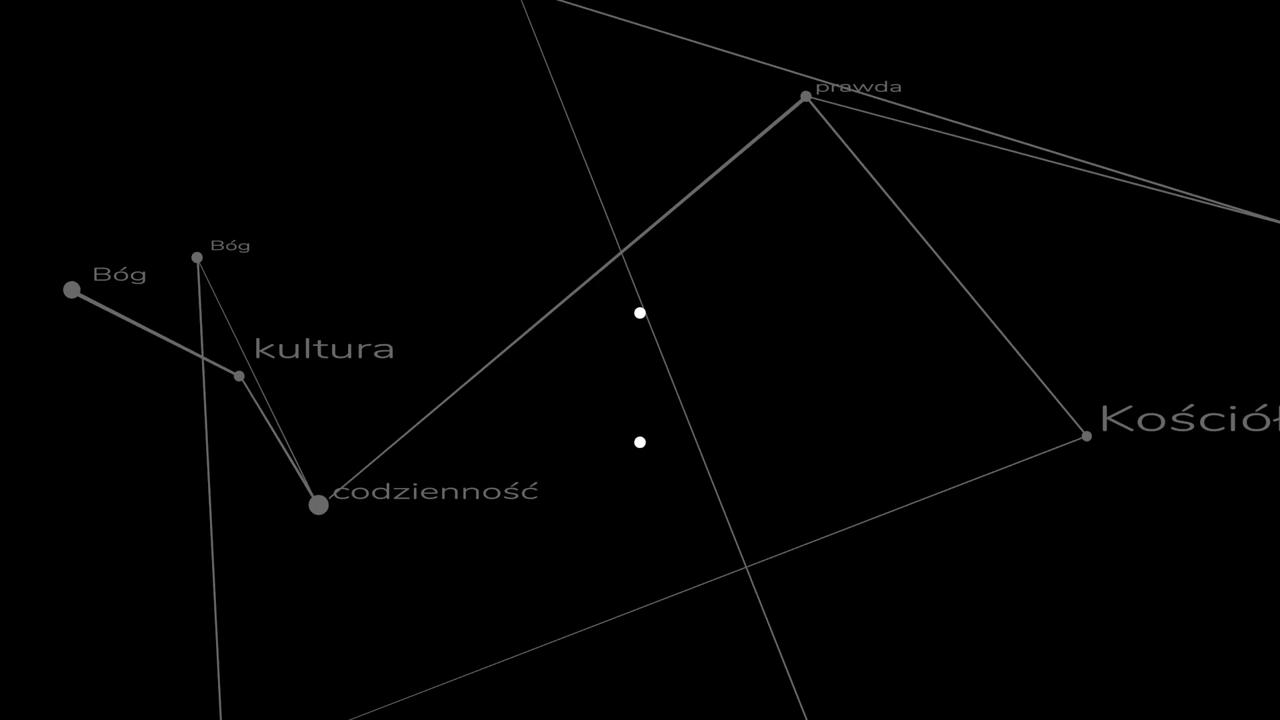 prawda
Bóg
Bóg
kultura
Kościół
codzienność